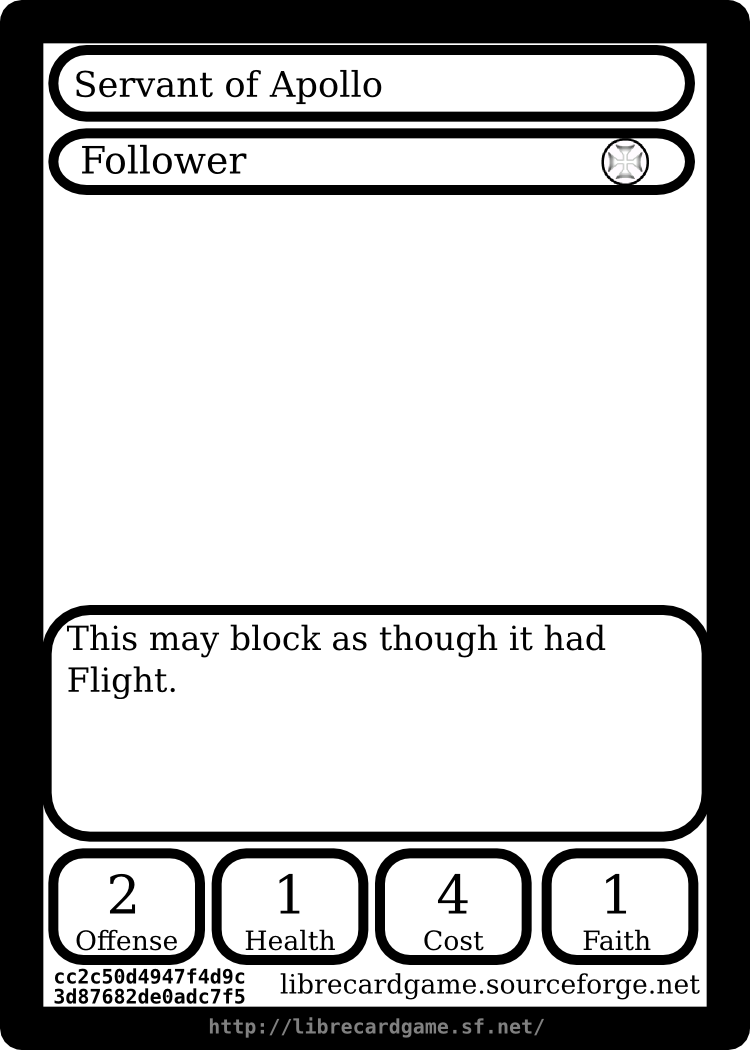 Servant of Apollo
Follower
This may block as though it had
Flight.
2
Offense
1
Health
4
Cost
1
Faith
cc2c50d4947f4d9c
3d87682de0adc7f5
librecardgame.sourceforge.net
http://librecardgame.sf.net/